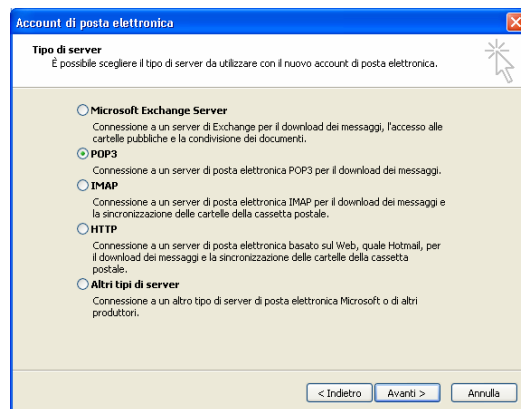 Account di posta elettronica
Tipo di server
È possibile scegliere il tipo di server da utilizzare con il nuovo account di posta elettronica.
Microsoft Exchange Server
Connessione a un server di Exchange per il download dei messaggi, l'accesso alle
cartelle pubbliche e la condivisione dei documenti.
POP3
Connessione a un server di posta elettronica POP3 per il download dei messaggi.
IMAP
Connessione a un server di posta elettronica IMAP per il download dei messaggi e
la sincronizzazione delle cartelle della cassetta postale.
HTTP
Connessione a un server di posta elettronica basato sul Web, quale Hotmail, per
il download dei messaggi e la sincronizzazione delle cartelle della cassetta
postale.
Altri tipi di server
Connessione a un altro tipo di server di posta elettronica Microsoft o di altri
produttori.
< Indietro Avanti > Annulla